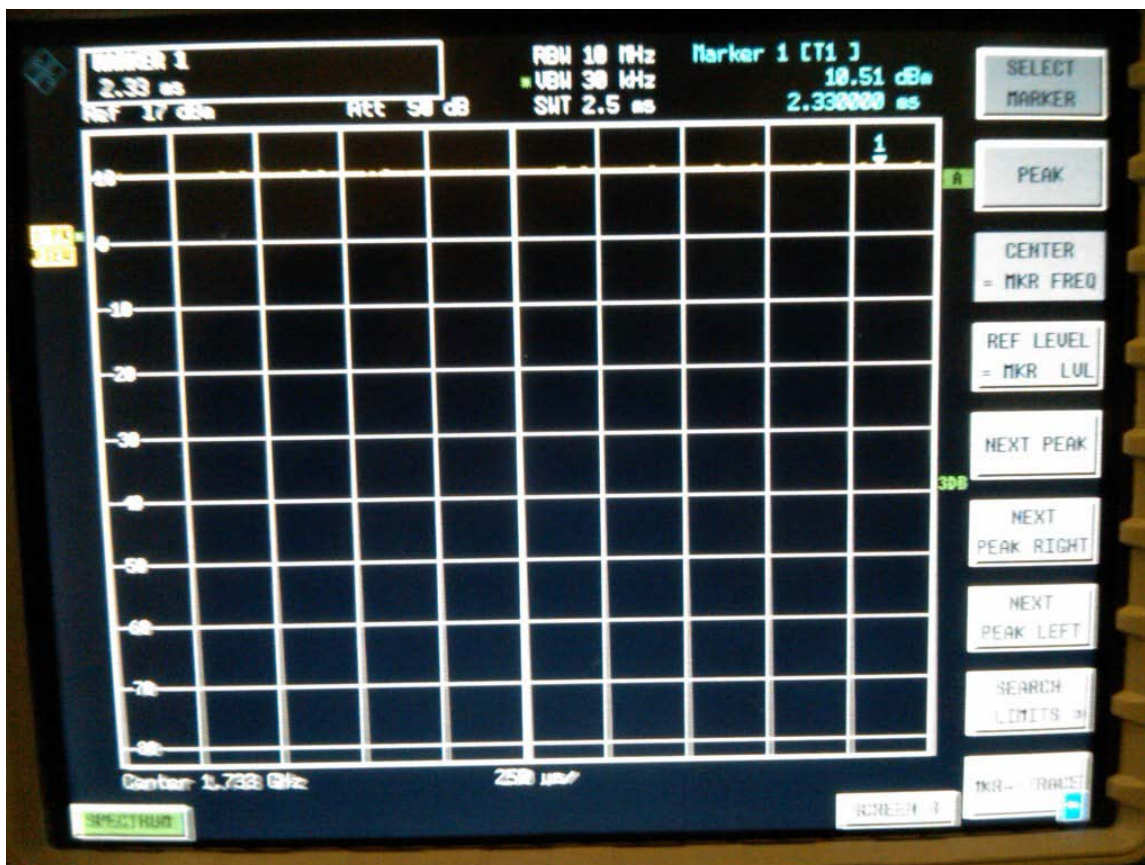 MARKER 1
2.33 ms
Ref 17 dBm
Att 50 dB
RBW 10 MHz
VBW 30 kHz
SWT 2.5 ms
Marker 1 [T1 ]
10.51 dBm
2.330000 ms
1
10
A
0
-10
-20
-30
-40
3DB
-50
-60
-70
-80
Center 1.733 GHz
250 µs/
SPECTRUM
SELECT
MARKER
PEAK
CENTER
= MKR FREQ
REF LEVEL
= MKR LVL
NEXT PEAK
NEXT
PEAK RIGHT
NEXT
PEAK LEFT
SEARCH
LIMITS
TRACE
SCREEN